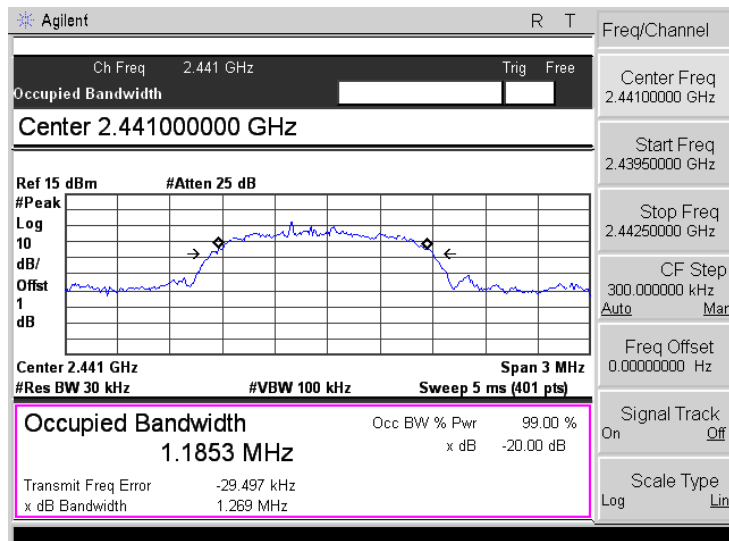 Agilent R T
Ch Freq 2.441 GHz Trig Free
Occupied Bandwidth
Center 2.441000000 GHz
Ref 15 dBm #Atten 25 dB
#Peak
Log
10
dB/
Offst
1
dB
Center 2.441 GHz Span 3 MHz
#Res BW 30 kHz #VBW 100 kHz Sweep 5 ms (401 pts)
Occupied Bandwidth Occ BW % Pwr 99.00 %
1.1853 MHz x dB -20.00 dB
Transmit Freq Error -29.497 kHz
x dB Bandwidth 1.269 MHz
Freq/Channel
Center Freq
2.44100000 GHz
Start Freq
2.43950000 GHz
Stop Freq
2.44250000 GHz
CF Step
300.000000 kHz
Auto Mar
Freq Offset
0.00000000 Hz
Signal Track
On Off
Scale Type
Log Lin